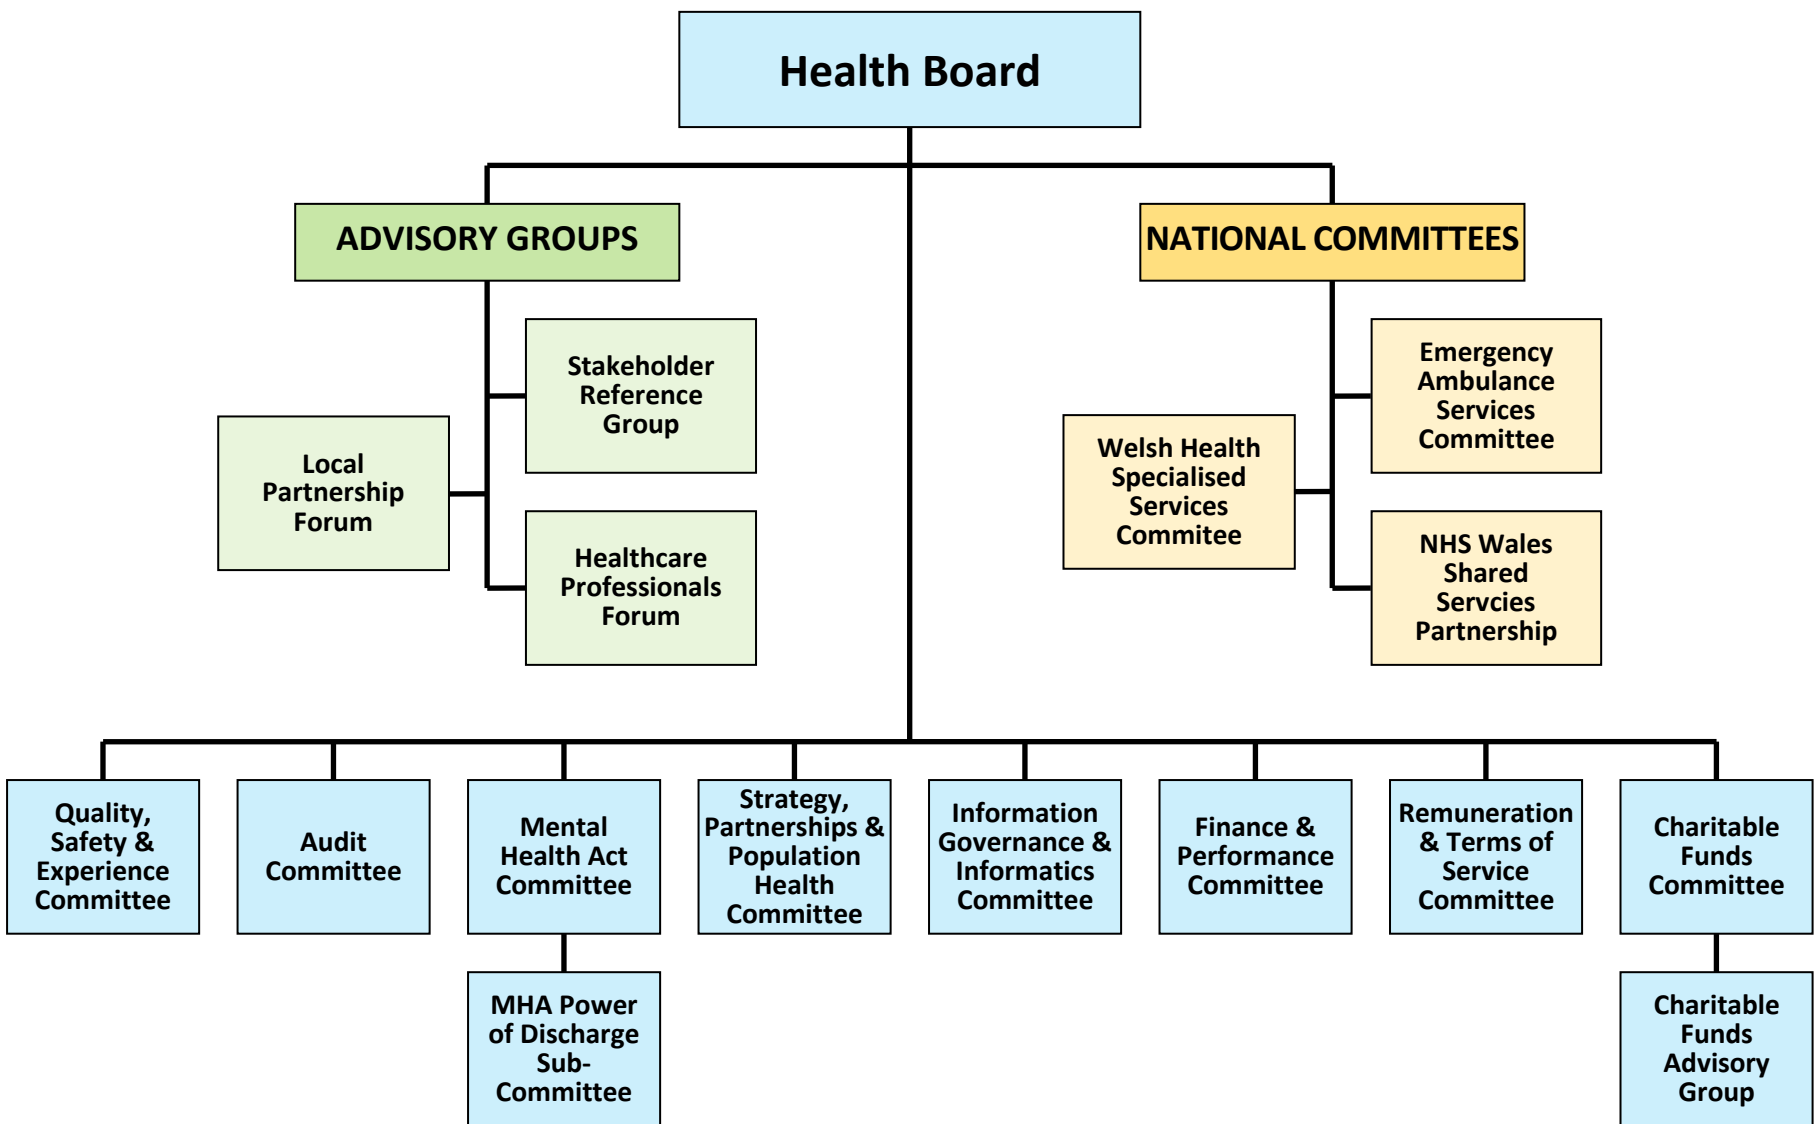 Health Board
ADVISORY GROUPS
NATIONAL COMMITTEES
Stakeholder
Reference
Group
Local
Partnership
Forum
Healthcare
Professionals
Forum
Emergency
Ambulance
Services
Committee
Welsh Health
Specialised
Services
Commitee
NHS Wales
Shared
Servcies
Partnership
Quality,
Safety &
Experience
Committee
Audit
Committee
Mental
Health Act
Committee
Strategy,
Partnerships &
Population
Health
Committee
Information
Governance &
Informatics
Committee
Finance &
Performance
Committee
Remuneration
& Terms of
Service
Committee
Charitable
Funds
Committee
MHA Power
of Discharge
Sub-
Committee
Charitable
Funds
Advisory
Group